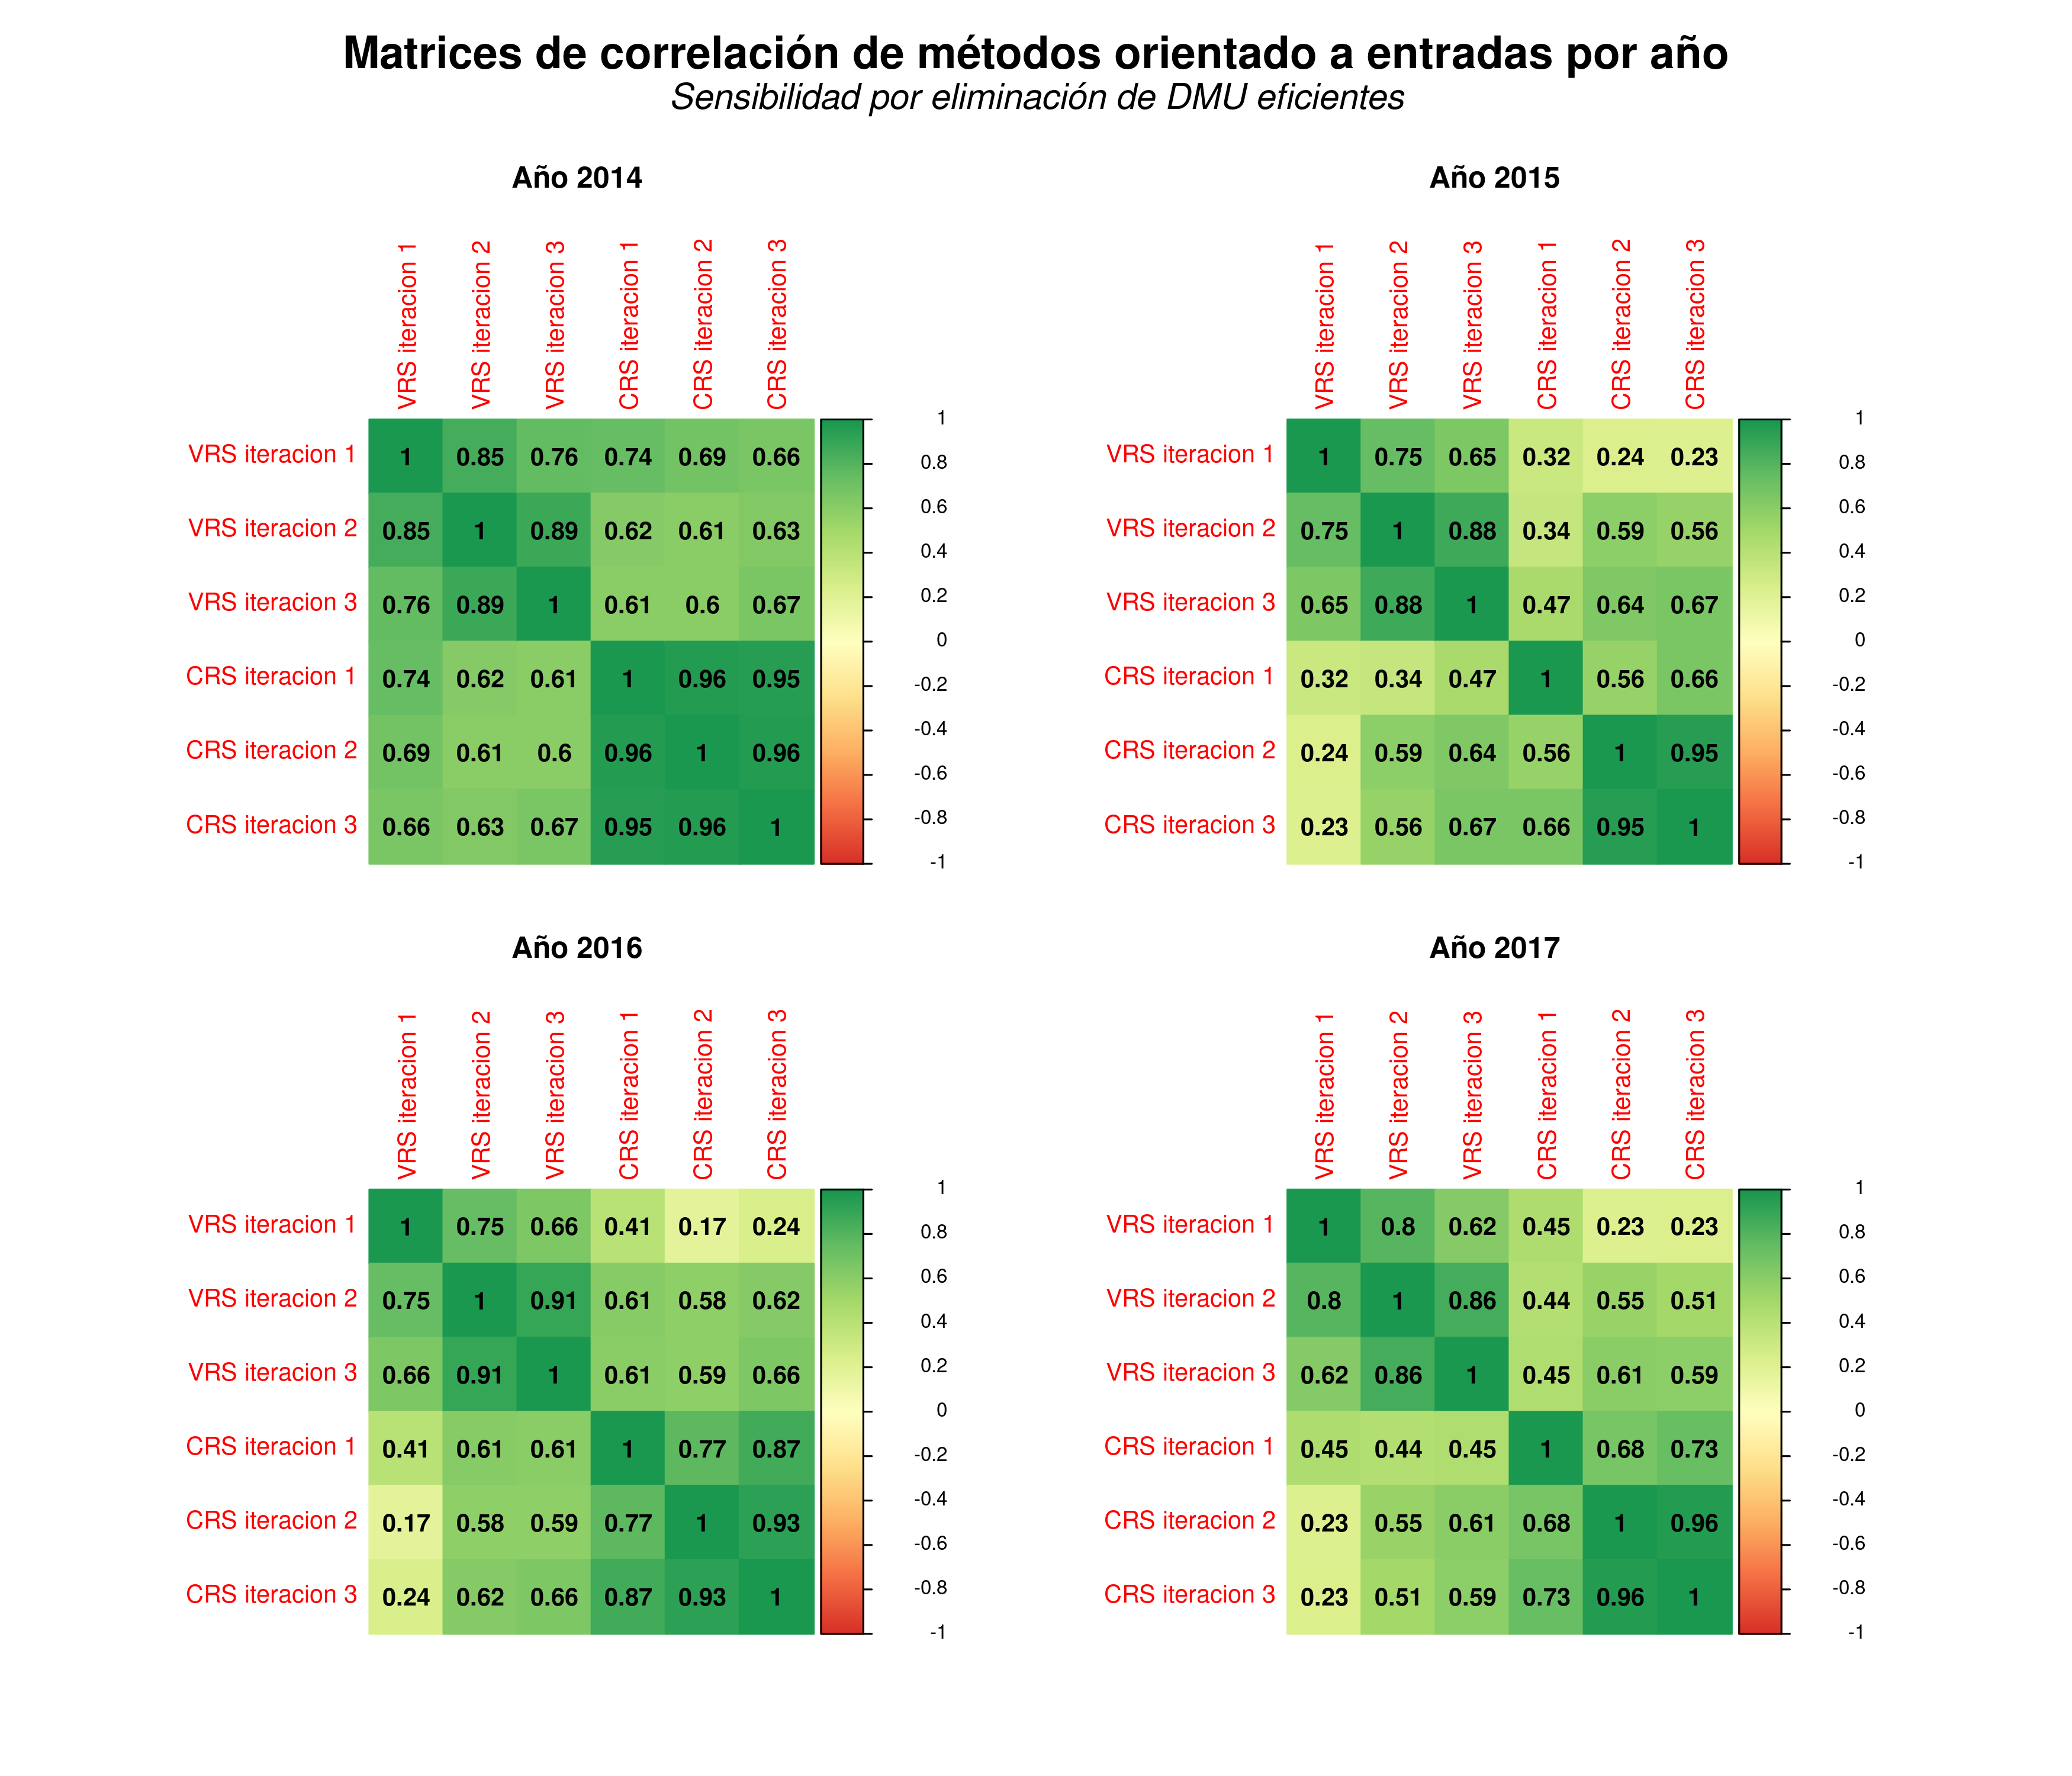 Matrices de correlación de métodos orientado a entradas por año
Sensibilidad por eliminación de DMU eficientes
Año 2014
VRS iteracion 1
VRS iteracion 2
VRS iteracion 3
CRS iteracion 1
CRS iteracion 2
CRS iteracion 3
VRS iteracion 1 1 0.85 0.76 0.74 0.69 0.66
VRS iteracion 2 0.85 1 0.89 0.62 0.61 0.63
VRS iteracion 3 0.76 0.89 1 0.61 0.6 0.67
CRS iteracion 1 0.74 0.62 0.61 1 0.96 0.95
CRS iteracion 2 0.69 0.61 0.6 0.96 1 0.96
CRS iteracion 3 0.66 0.63 0.67 0.95 0.96 1
1
0.8
0.6
0.4
0.2
0
-0.2
-0.4
-0.6
-0.8
-1
Año 2015
VRS iteracion 1
VRS iteracion 2
VRS iteracion 3
CRS iteracion 1
CRS iteracion 2
CRS iteracion 3
VRS iteracion 1 1 0.75 0.65 0.32 0.24 0.23
VRS iteracion 2 0.75 1 0.88 0.34 0.59 0.56
VRS iteracion 3 0.65 0.88 1 0.47 0.64 0.67
CRS iteracion 1 0.32 0.34 0.47 1 0.56 0.66
CRS iteracion 2 0.24 0.59 0.64 0.56 1 0.95
CRS iteracion 3 0.23 0.56 0.67 0.66 0.95 1
1
0.8
0.6
0.4
0.2
0
-0.2
-0.4
-0.6
-0.8
-1
Año 2016
VRS iteracion 1
VRS iteracion 2
VRS iteracion 3
CRS iteracion 1
CRS iteracion 2
CRS iteracion 3
VRS iteracion 1 1 0.75 0.66 0.41 0.17 0.24
VRS iteracion 2 0.75 1 0.91 0.61 0.58 0.62
VRS iteracion 3 0.66 0.91 1 0.61 0.59 0.66
CRS iteracion 1 0.41 0.61 0.61 1 0.77 0.87
CRS iteracion 2 0.17 0.58 0.59 0.77 1 0.93
CRS iteracion 3 0.24 0.62 0.66 0.87 0.93 1
1
0.8
0.6
0.4
0.2
0
-0.2
-0.4
-0.6
-0.8
-1
Año 2017
VRS iteracion 1
VRS iteracion 2
VRS iteracion 3
CRS iteracion 1
CRS iteracion 2
CRS iteracion 3
VRS iteracion 1 1 0.8 0.62 0.45 0.23 0.23
VRS iteracion 2 0.8 1 0.86 0.44 0.55 0.51
VRS iteracion 3 0.62 0.86 1 0.45 0.61 0.59
CRS iteracion 1 0.45 0.44 0.45 1 0.68 0.73
CRS iteracion 2 0.23 0.55 0.61 0.68 1 0.96
CRS iteracion 3 0.23 0.51 0.59 0.73 0.96 1
1
0.8
0.6
0.4
0.2
0
-0.2
-0.4
-0.6
-0.8
-1